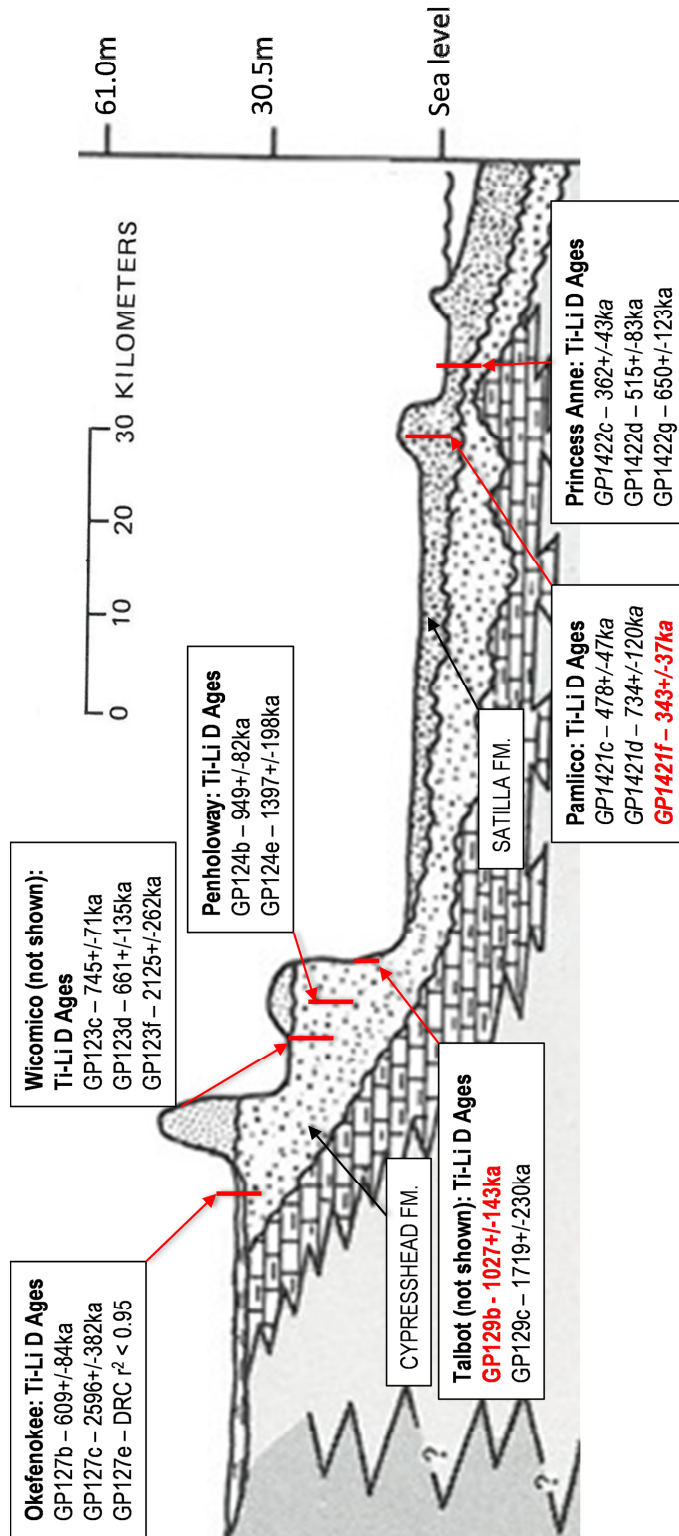 Okefenokee: Ti-Li D Ages
GP127b – 609+/-84ka
GP127c – 2596+/-382ka
GP127e – DRC r² < 0.95
Wicomico (not shown):
Ti-Li D Ages
GP123c – 745+/-71ka
GP123d – 661+/-135ka
GP123f – 2125+/-262ka
Penholoway: Ti-Li D Ages
GP124b – 949+/-82ka
GP124e – 1397+/-198ka
0 10 20 30 KILOMETERS
61.0m
30.5m
Sea level
CYPRESSHEAD FM.
SATILLA FM.
Talbot (not shown): Ti-Li D Ages
GP129b - 1027+/-143ka
GP129c – 1719+/-230ka
Pamlico: Ti-Li D Ages
GP1421c – 478+/-47ka
GP1421d – 734+/-120ka
GP1421f – 343+/-37ka
Princess Anne: Ti-Li D Ages
GP1422c – 362+/-43ka
GP1422d – 515+/-83ka
GP1422g – 650+/-123ka
?
?